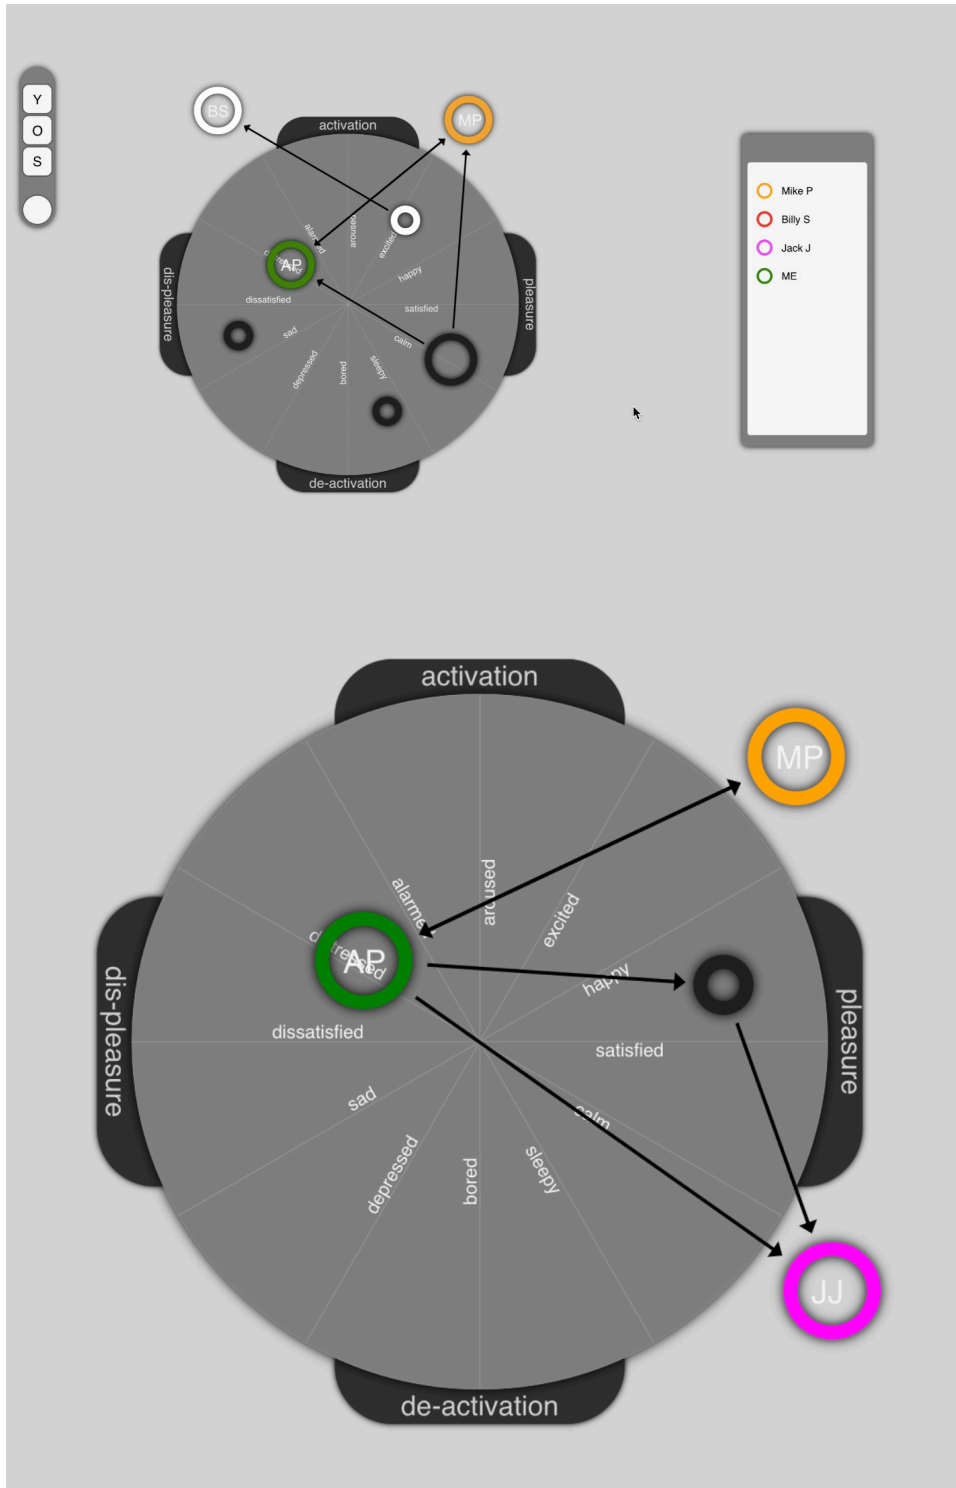 Y
O
S
BS
MP
activation
alarmed
aroused
excited
AP
happy
dis-pleasure
dissatisfied
satisfied
pleasure
sad
calm
depressed
bored
sleepy
de-activation
Mike P
Billy S
Jack J
ME
activation
MP
alarmed
aroused
excited
distressed
AP
happy
dis-pleasure
dissatisfied
satisfied
pleasure
sad
calm
depressed
bored
sleepy
JJ
de-activation